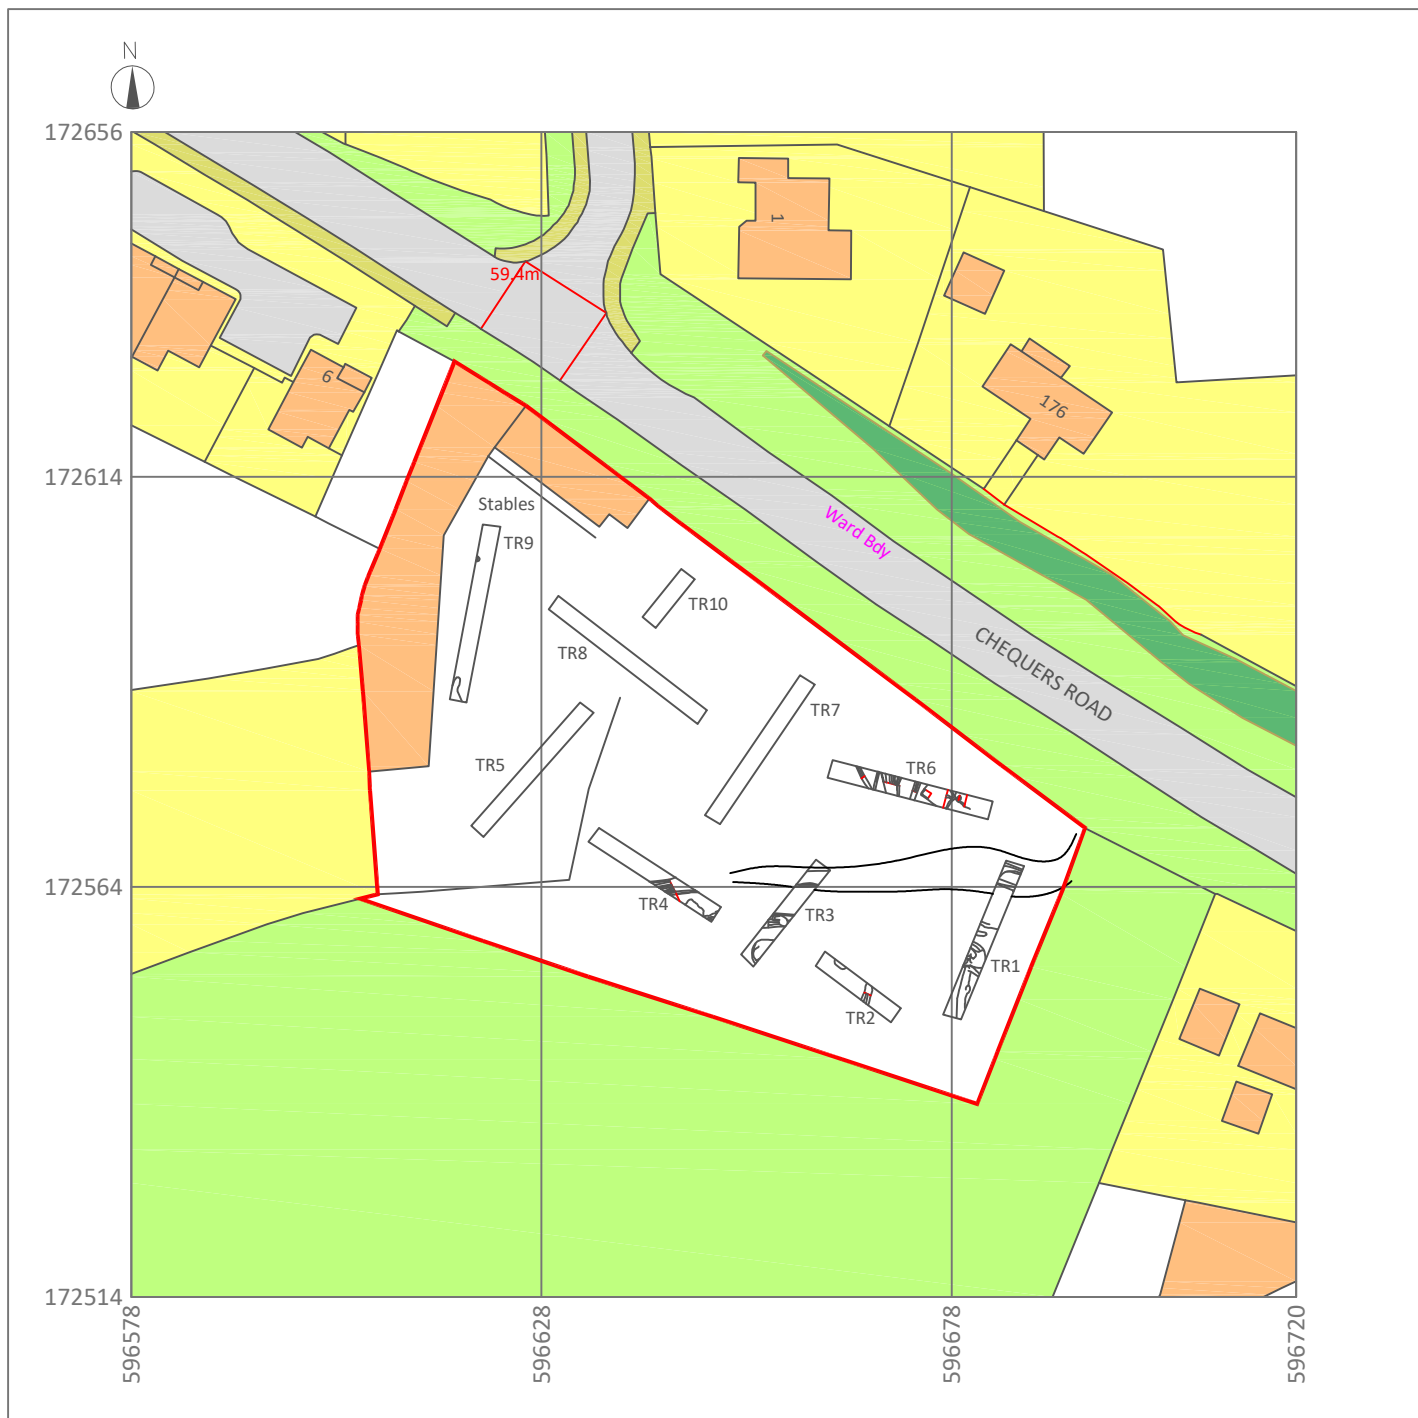 N
172656
1
59.4m
6
176
172614
Stables
Ward Bdy
TR9
TR10
CHEQUERS ROAD
TR8
TR7
TR5
TR6
172564
TR4
TR3
TR1
TR2
172514
596578
596628
596678
596720